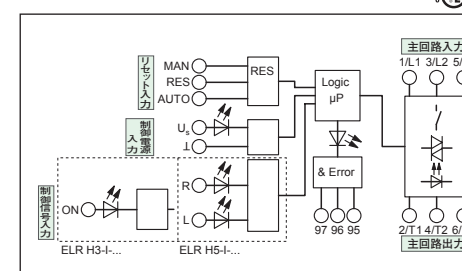 主回路入力
1/L1 3/L2 5/
リセット入力
MAN
RES
AUTO
RES
Logic
μP
制御電源
入力
Us
⊥
& Error
制御信号入力
ON
R
L
97 96 95
2/T1 4/T2 6/
主回路出力
ELR H3-I-...
ELR H5-I-...